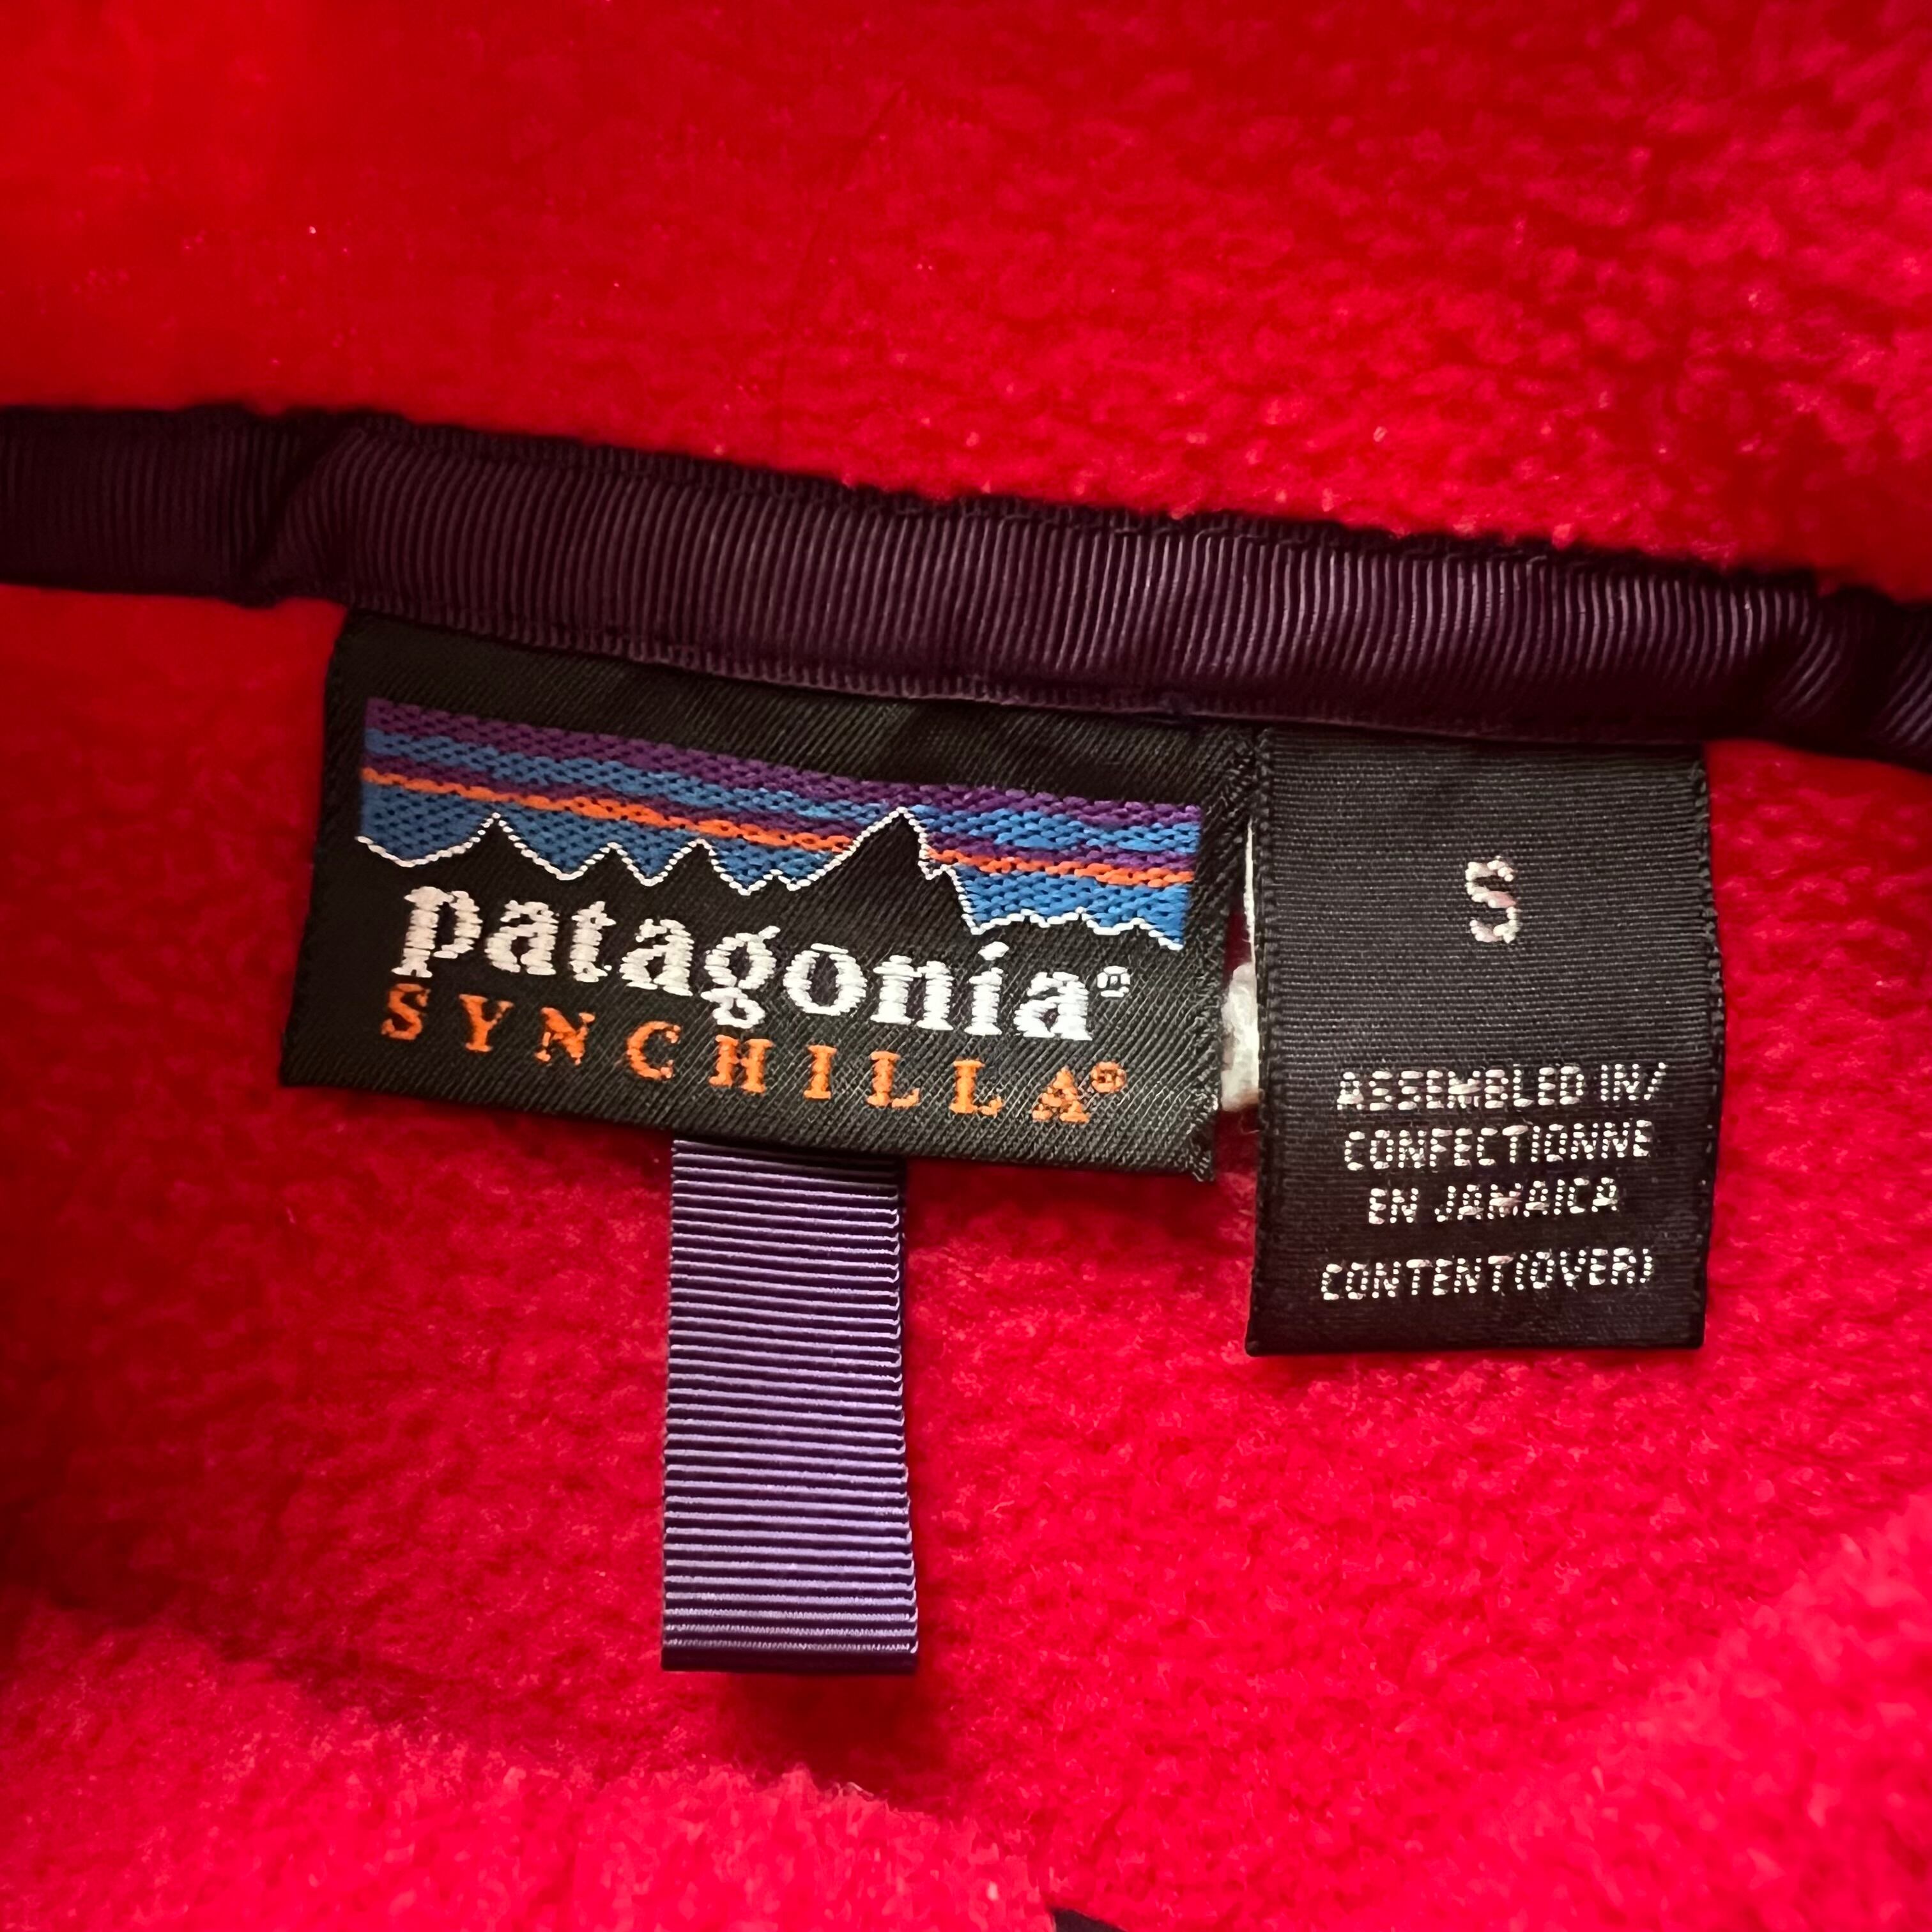 patagonia®
SYNCHILLA®
S
ASSEMBLED IN/
CONFECTIONNE
EN JAMAICA
CONTENT(OVER)